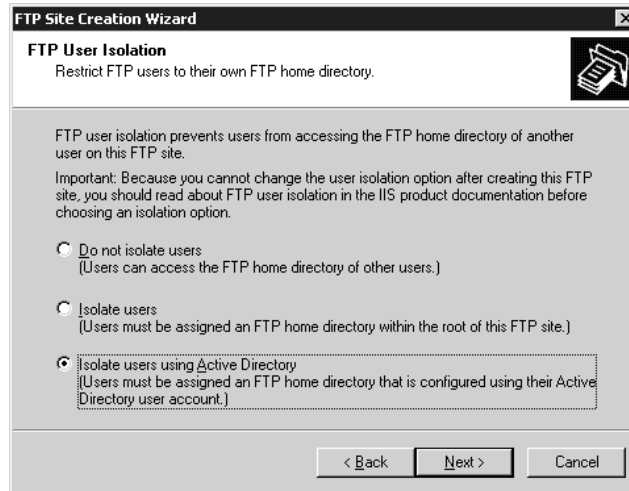 FTP Site Creation Wizard
FTP User Isolation
Restrict FTP users to their own FTP home directory.
FTP user isolation prevents users from accessing the FTP home directory of another
user on this FTP site.
Important: Because you cannot change the user isolation option after creating this FTP
site, you should read about FTP user isolation in the IIS product documentation before
choosing an isolation option.
Do not isolate users
(Users can access the FTP home directory of other users.)
Isolate users
(Users must be assigned an FTP home directory within the root of this FTP site.)
Isolate users using Active Directory
(Users must be assigned an FTP home directory that is configured using their Active
Directory user account.)
< Back Next > Cancel